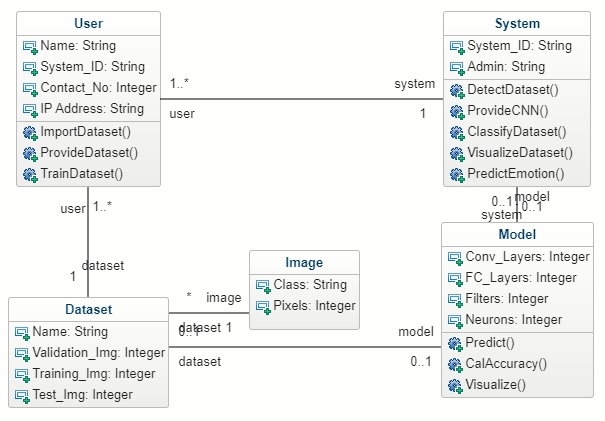 User
Name: String
System_ID: String
Contact_No: Integer
IP Address: String
ImportDataset()
ProvideDataset()
TrainDataset()
1..*
user
system
1
System
System_ID: String
Admin: String
DetectDataset()
ProvideCNN()
ClassifyDataset()
VisualizeDataset()
PredictEmotion()
user
1..*
1
dataset
0..1
model
system
0..1
Model
Conv_Layers: Integer
FC_Layers: Integer
Filters: Integer
Neurons: Integer
Predict()
CalAccuracy()
Visualize()
Image
Class: String
Pixels: Integer
Dataset
Name: String
Validation_Img: Integer
Training_Img: Integer
Test_Img: Integer
*
image
dataset 1
0..1
dataset
model
0..1